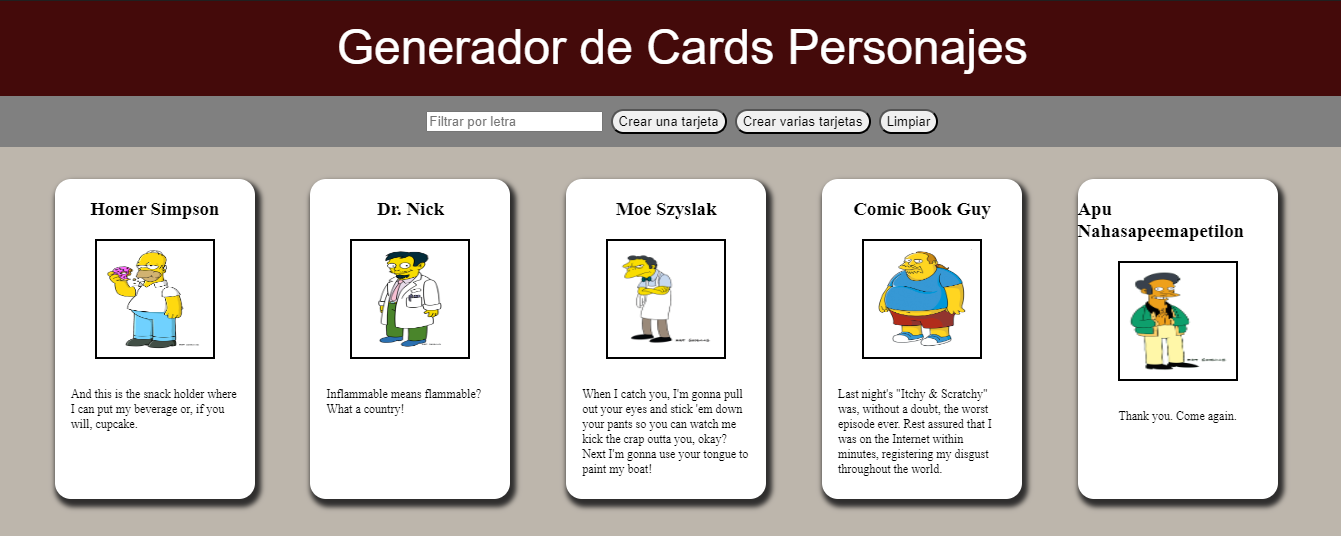 Generador de Cards Personajes
Filtrar por letra
Crear una tarjeta
Crear varias tarjetas
Limpiar
Homer Simpson
And this is the snack holder where
I can put my beverage or, if you
will, cupcake.
Dr. Nick
Inflammable means flammable?
What a country!
Moe Szyslak
When I catch you, I'm gonna pull
out your eyes and stick 'em down
your pants so you can watch me
kick the crap outta you, okay?
Next I'm gonna use your tongue to
paint my boat!
Comic Book Guy
Last night's "Itchy & Scratchy"
was, without a doubt, the worst
episode ever. Rest assured that I
was on the Internet within
minutes, registering my disgust
throughout the world.
Apu
Nahasapeemapetilon
Thank you. Come again.